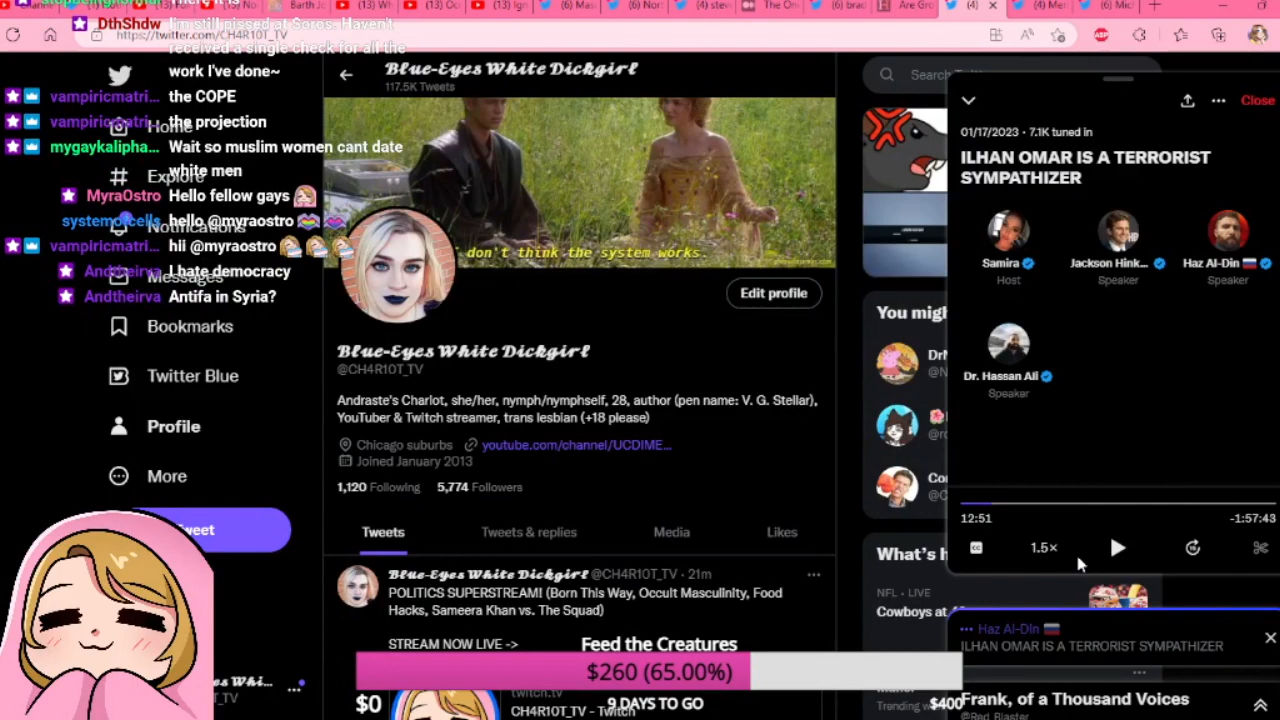 DthShdw I'm still pissed at Soros. Haven't
received a single check for all the
work I've done~
vampiricmatri... the COPE
vampiricmatri... the projection
mygaykalipha... Wait so muslim women cant date
white men
MyraOstro Hello fellow gays
systemofcells hello @myraostro
vampiricmatri... hii @myraostro
Andtheirva I hate democracy
Andtheirva Antifa in Syria?
https://twitter.com/CH4R10T_TV
Home
Explore
Notifications
Messages
Bookmarks
Twitter Blue
Profile
More
Tweet
Blue-Eyes White Dickgirl
117.5K Tweets
don't think the system works.
Edit profile
Blue-Eyes White Dickgirl
@CH4R10T_TV
Andraste's Charlot, she/her, nymph/nymphself, 28, author (pen name: V. G. Stellar),
YouTuber & Twitch streamer, trans lesbian (+18 please)
Chicago suburbs youtube.com/channel/UCDIME...
Joined January 2013
1,120 Following 5,774 Followers
Tweets Tweets & replies Media Likes
Blue-Eyes White Dickgirl @CH4R10T_TV · 21m
POLITICS SUPERSTREAM! (Born This Way, Occult Masculinity, Food
Hacks, Sameera Khan vs. The Squad)
STREAM NOW LIVE ->
Feed the Creatures
$260 (65.00%)
$0 9 DAYS TO GO $400
twitch.tv
CH4R10T_TV - Twitch
Search
You migh
What's h
NFL · LIVE
Cowboys at
Close
01/17/2023 · 7.1K tuned in
ILHAN OMAR IS A TERRORIST
SYMPATHIZER
Samira
Host
Jackson Hink...
Speaker
Haz Al-Din
Speaker
Dr. Hassan Ali
Speaker
12:51 -1:57:43
1.5×
Haz Al-Din
ILHAN OMAR IS A TERRORIST SYMPATHIZER
Frank, of a Thousand Voices